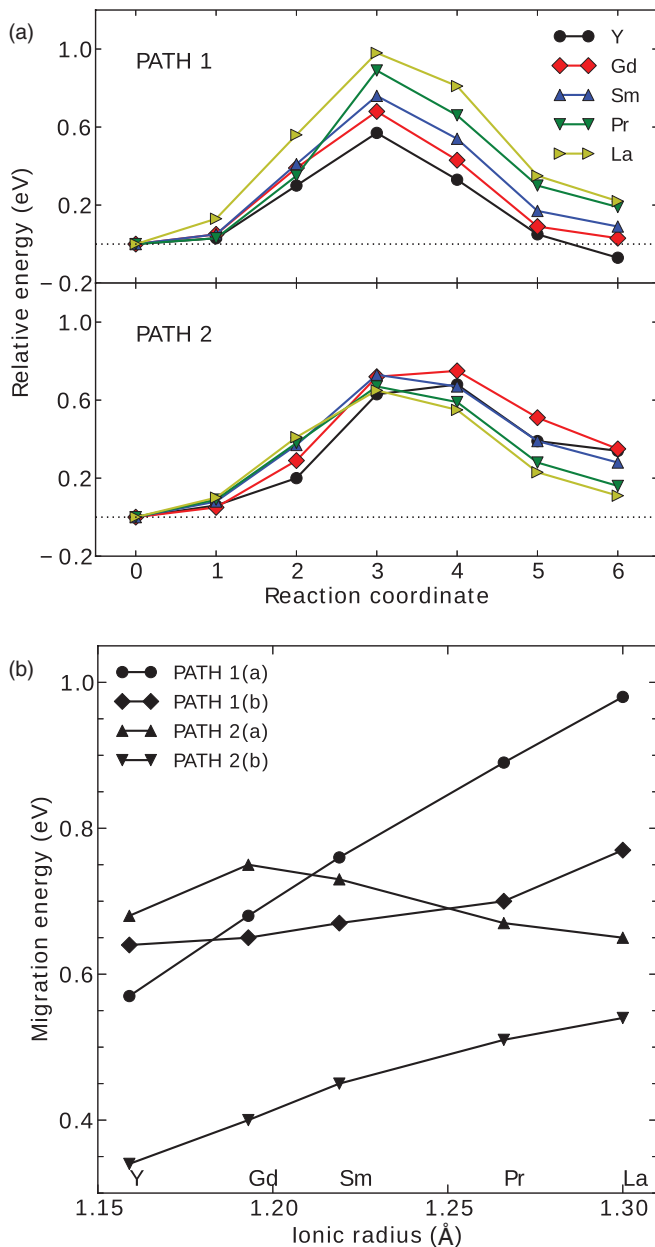 (a)
PATH 1
Y
Gd
Sm
Pr
La
1.0
0.6
0.2
−0.2
PATH 2
1.0
0.6
0.2
−0.2
Relative energy (eV)
0 1 2 3 4 5 6
Reaction coordinate
(b)
PATH 1(a)
PATH 1(b)
PATH 2(a)
PATH 2(b)
1.0
0.8
0.6
0.4
Migration energy (eV)
Y Gd Sm Pr La
1.15 1.20 1.25 1.30
Ionic radius (Å)